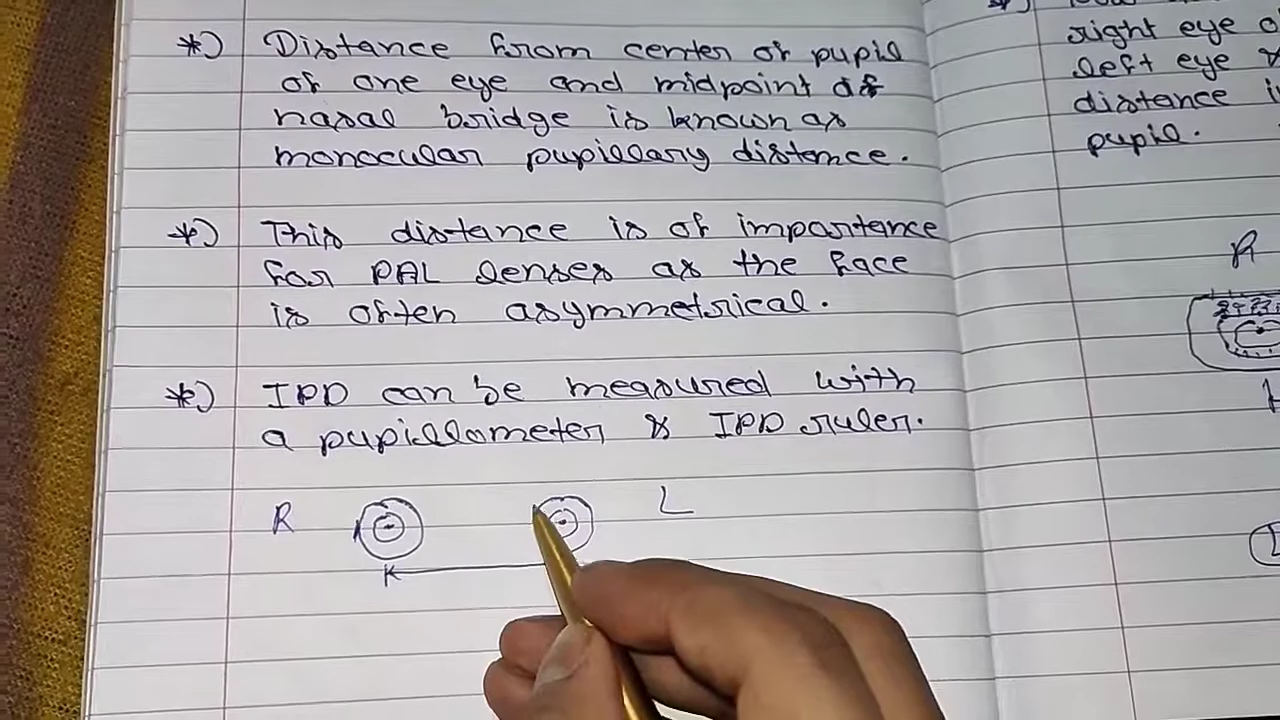 *) Distance from center of pupil
of one eye and midpoint of
nasal bridge is known as
monocular pupillary distance.
*) This distance is of importance
for PAL lenses as the face
is often asymmetrical.
*) IPD can be measured with
a pupillometer & IPD ruler.
R L
right eye
left eye &
distance
pupil.
R